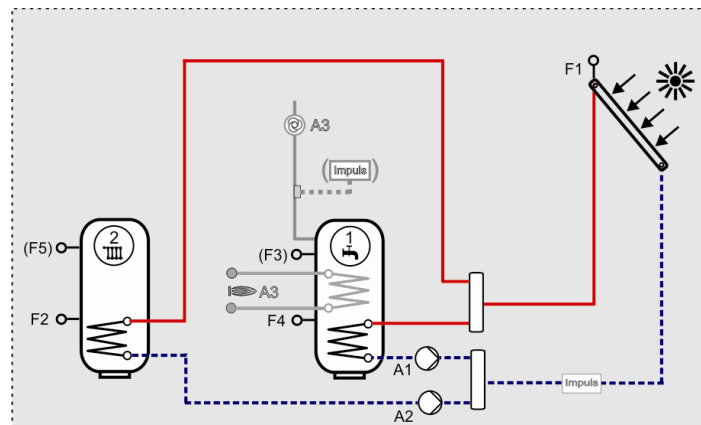 F1
A3
(Impuls)
2
1
(F5)
(F3)
A3
F2
F4
A1
Impuls
A2